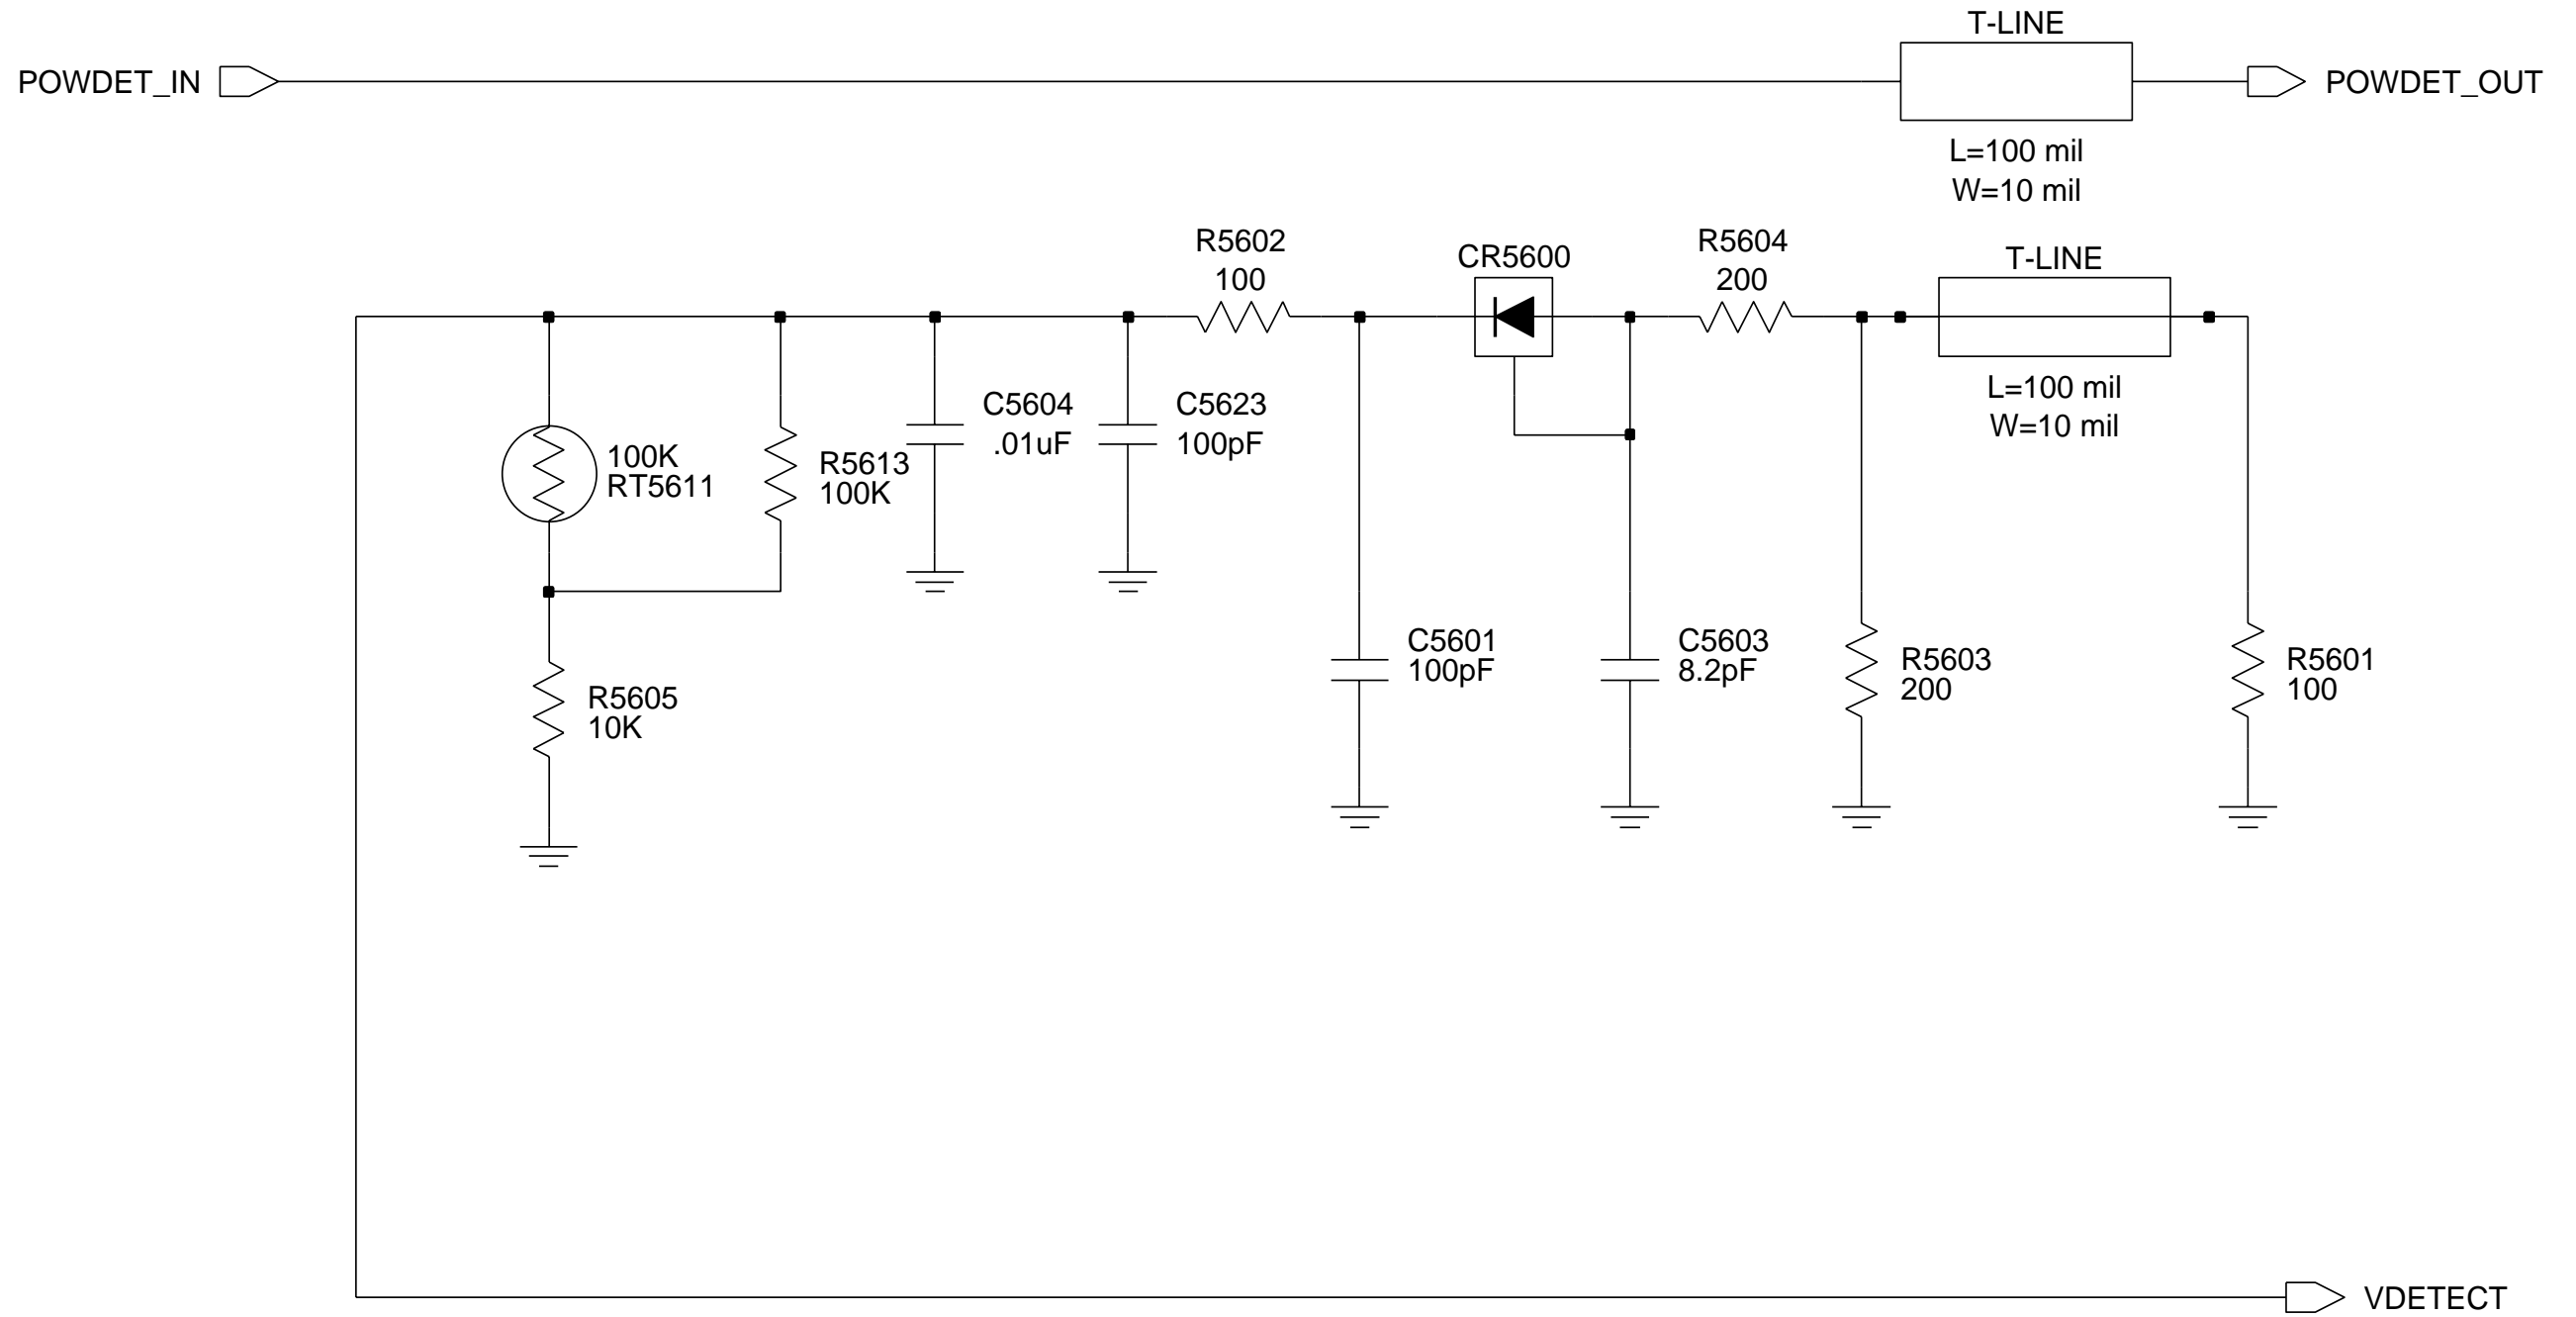 T-LINE
POWDET_IN
POWDET_OUT
L=100 mil
W=10 mil
R5602
100
CR5600
R5604
200
T-LINE
L=100 mil
W=10 mil
C5604
.01uF
C5623
100pF
100K
RT5611
R5613
100K
C5601
100pF
C5603
8.2pF
R5603
200
R5601
100
R5605
10K
VDETECT